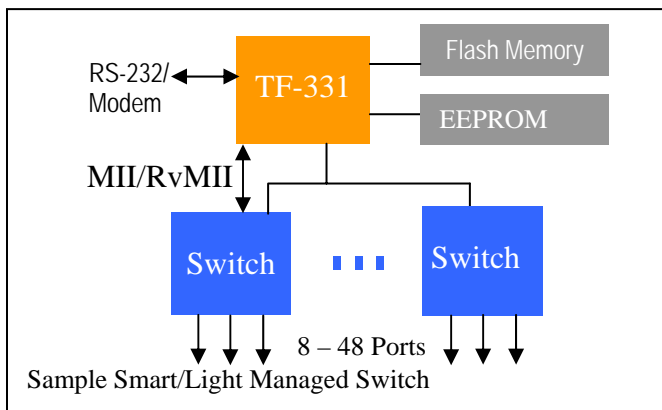 Flash Memory
RS-232/
Modem
TF-331
EEPROM
MII/RvMII
Switch
Switch
8 – 48 Ports
Sample Smart/Light Managed Switch